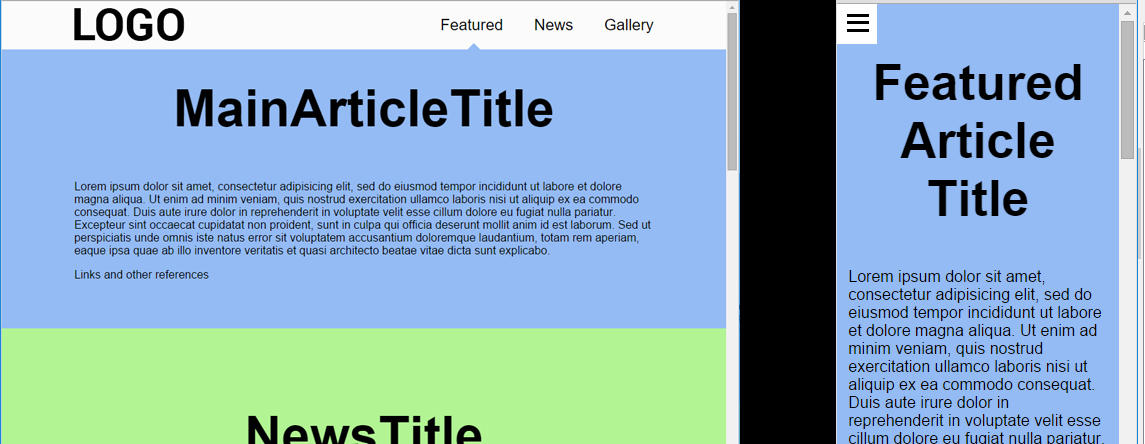 LOGO
Featured News Gallery
MainArticleTitle
Lorem ipsum dolor sit amet, consectetur adipisicing elit, sed do eiusmod tempor incididunt ut labore et dolore
magna aliqua. Ut enim ad minim veniam, quis nostrud exercitation ullamco laboris nisi ut aliquip ex ea commodo
consequat. Duis aute irure dolor in reprehenderit in voluptate velit esse cillum dolore eu fugiat nulla pariatur.
Excepteur sint occaecat cupidatat non proident, sunt in culpa qui officia deserunt mollit anim id est laborum. Sed ut
perspiciatis unde omnis iste natus error sit voluptatem accusantium doloremque laudantium, totam rem aperiam,
eaque ipsa quae ab illo inventore veritatis et quasi architecto beatae vitae dicta sunt explicabo.
Links and other references
NewsTitle
Featured
Article
Title
Lorem ipsum dolor sit amet,
consectetur adipisicing elit, sed do
eiusmod tempor incididunt ut labore
et dolore magna aliqua. Ut enim ad
minim veniam, quis nostrud
exercitation ullamco laboris nisi ut
aliquip ex ea commodo consequat.
Duis aute irure dolor in
reprehenderit in voluptate velit esse
cillum dolore eu fugiat nulla pariatur.